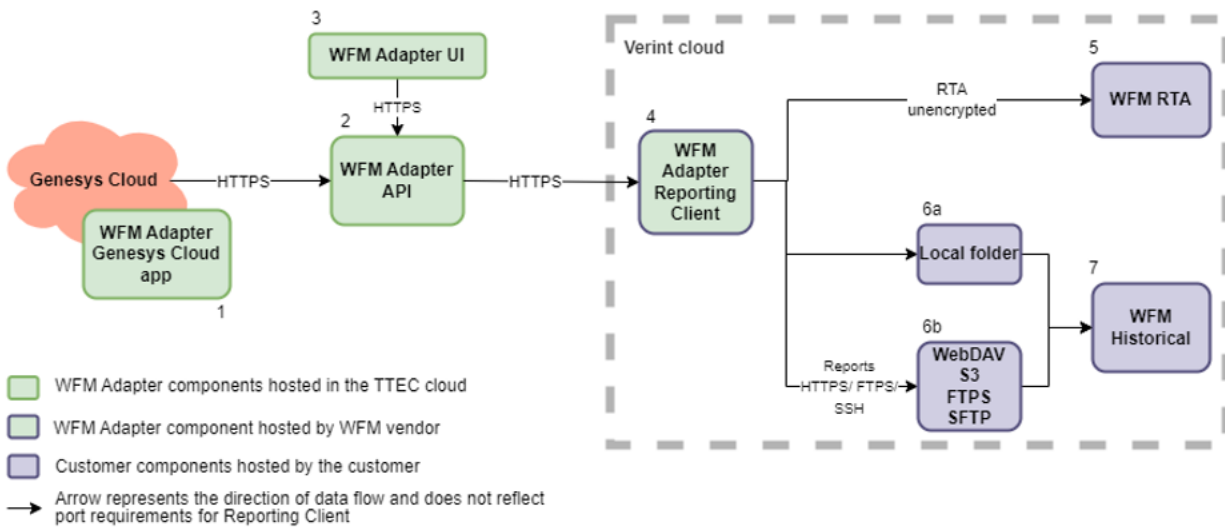 3
WFM Adapter UI
HTTPS
2
WFM Adapter
API
Genesys Cloud
HTTPS
WFM Adapter
Genesys Cloud
app
1
HTTPS
Verint cloud
4
WFM
Adapter
Reporting
Client
RTA
unencrypted
5
WFM RTA
6a
Local folder
6b
WebDAV
S3
FTPS
SFTP
Reports
HTTPS/ FTPS/
SSH
7
WFM
Historical
WFM Adapter components hosted in the TTEC cloud
WFM Adapter component hosted by WFM vendor
Customer components hosted by the customer
Arrow represents the direction of data flow and does not reflect
port requirements for Reporting Client